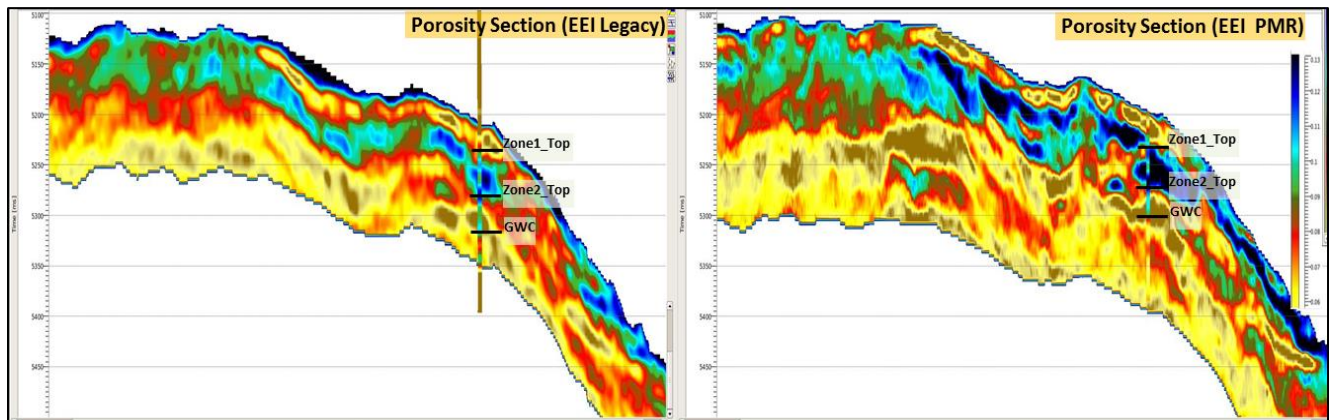 Porosity Section (EEI Legacy)
5100
5150
5200
5250
5300
5350
5400
5450
Time (ms)
Zone1_Top
Zone2_Top
GWC
Porosity Section (EEI PMR)
5100
5150
5200
5250
5300
5350
5400
5450
Time (ms)
Zone1_Top
Zone2_Top
GWC
0.13
0.12
0.11
0.10
0.09
0.08
0.07
0.06